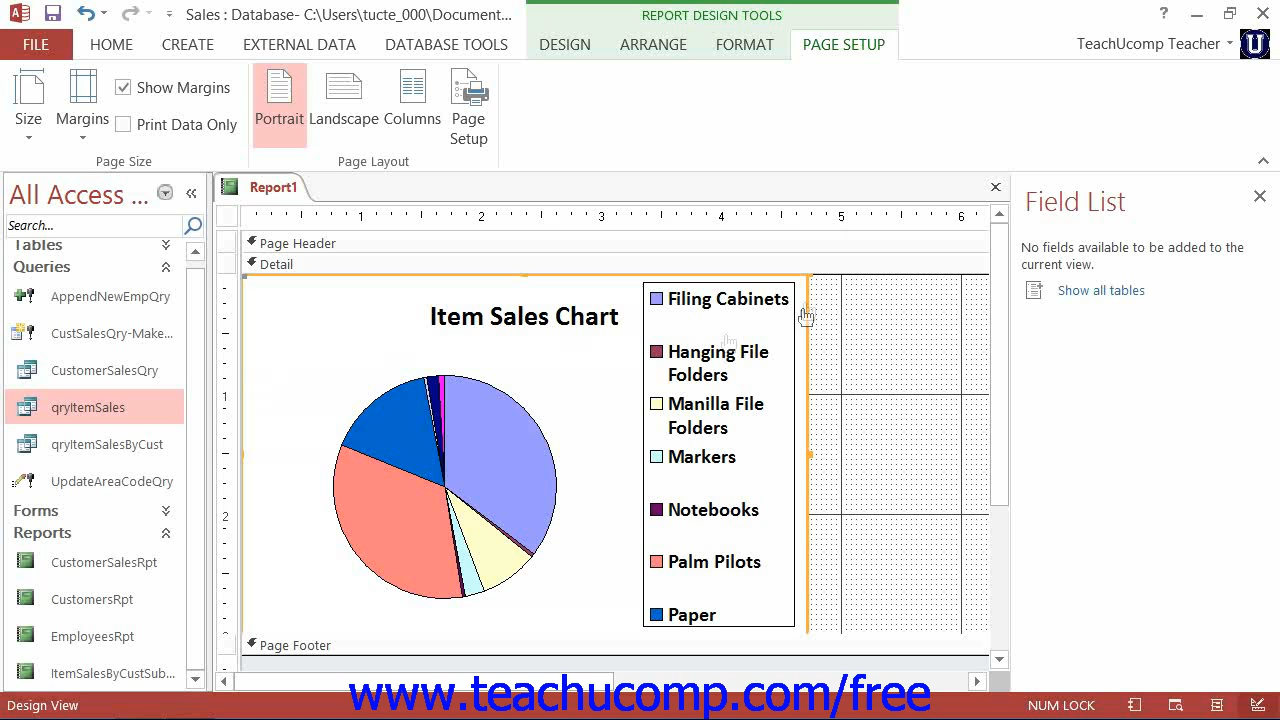 Sales : Database- C:\Users\tucte_000\Document...
REPORT DESIGN TOOLS
?
FILE
HOME
CREATE
EXTERNAL DATA
DATABASE TOOLS
DESIGN
ARRANGE
FORMAT
PAGE SETUP
TeachUcomp Teacher
U
Size
Margins
Show Margins
Print Data Only
Page Size
Portrait
Landscape
Columns
Page
Setup
Page Layout
All Access ...
Search...
Tables
Queries
AppendNewEmpQry
CustSalesQry-Make...
CustomerSalesQry
qryItemSales
qryItemSalesByCust
UpdateAreaCodeQry
Forms
Reports
CustomerSalesRpt
CustomersRpt
EmployeesRpt
ItemSalesByCustSub...
Report1
1 2 3 4 5 6
Page Header
Detail
1
2
Item Sales Chart
Filing Cabinets
Hanging File
Folders
Manilla File
Folders
Markers
Notebooks
Palm Pilots
Paper
Page Footer
Field List
No fields available to be added to the
current view.
Show all tables
www.teachucomp.com/free
Design View
NUM LOCK